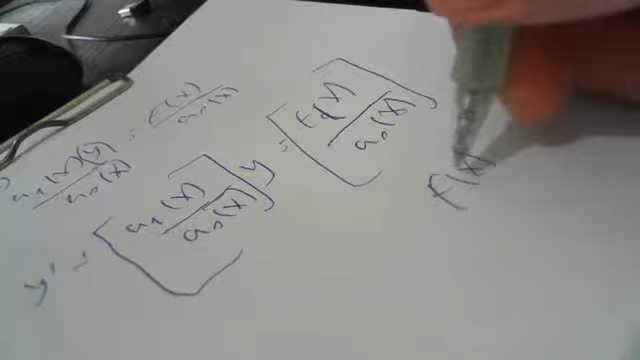 a₁(x)(y)/a₀(x) = F(x)/a₀(x)
y' + [a₁(x)/a₀(x)] y = [F(x)/a₀(x)]
F(x)